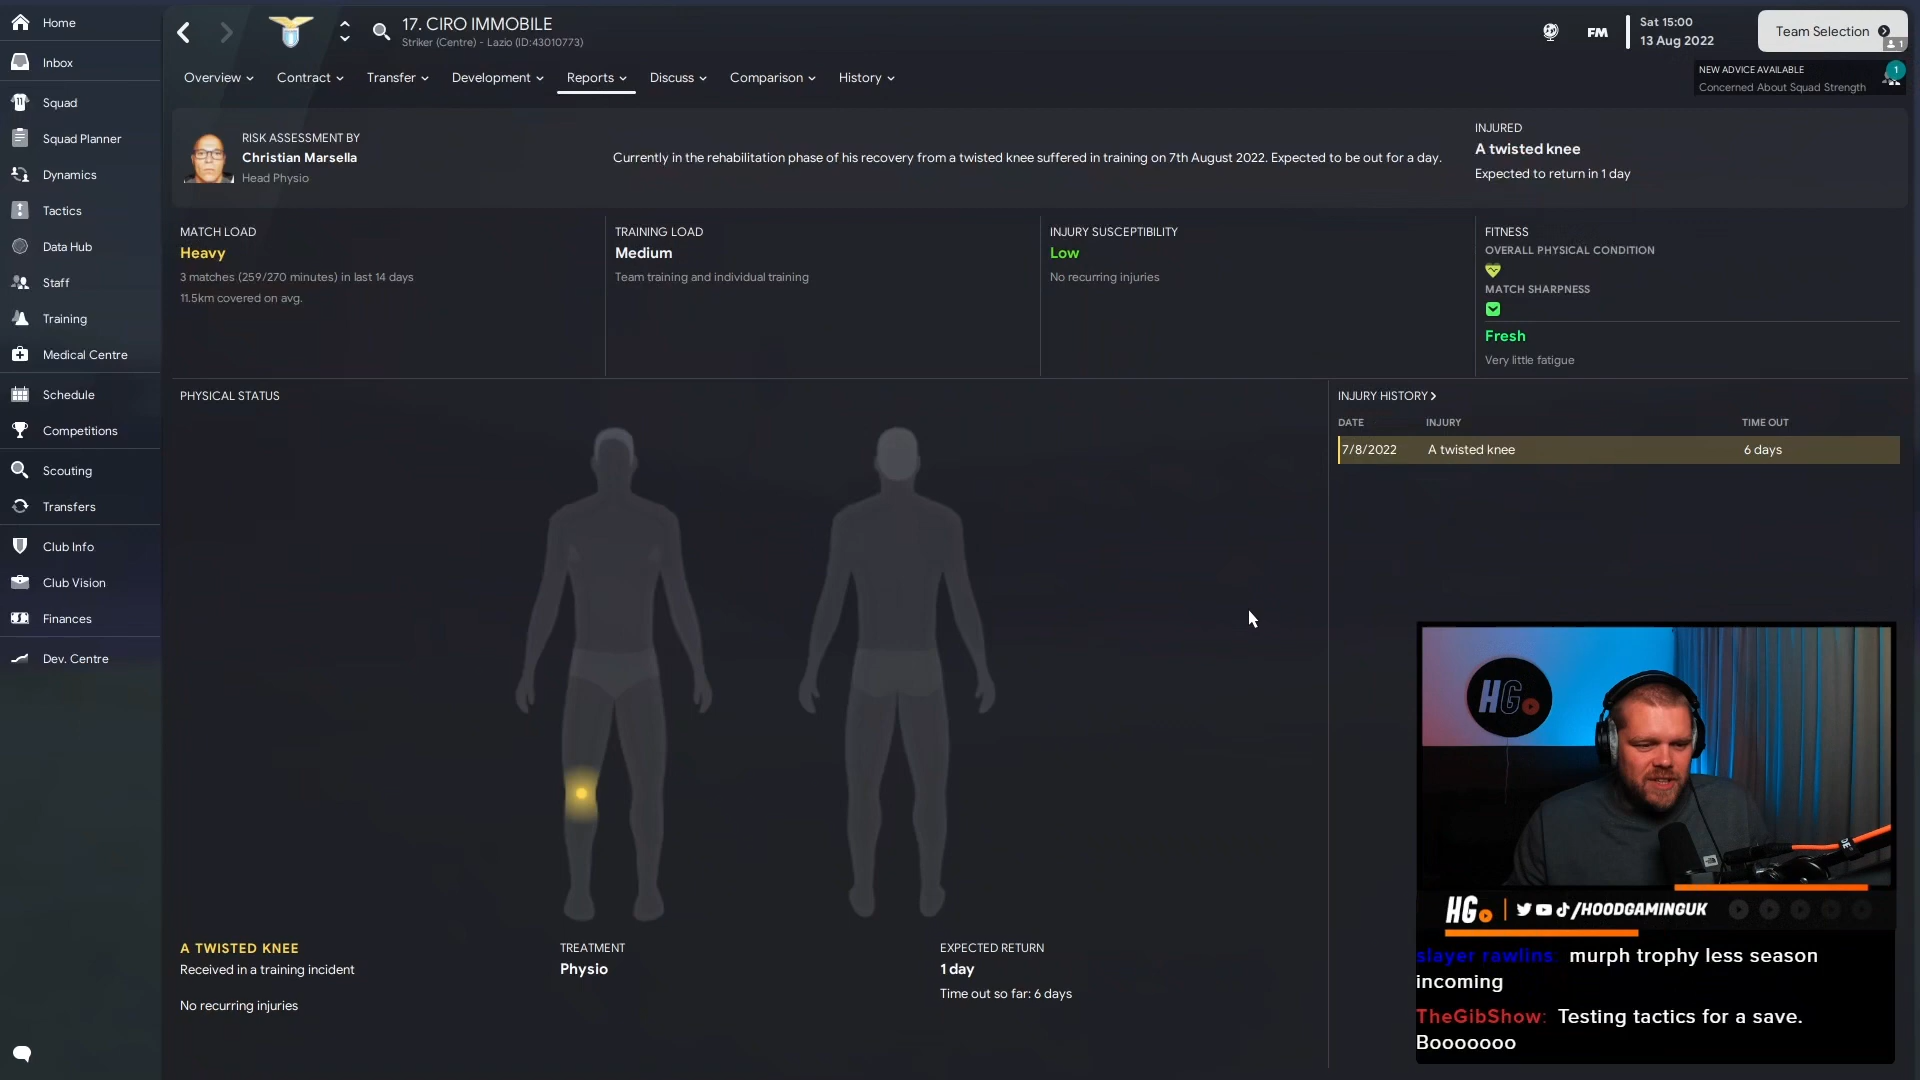 Home
Inbox
Squad
Squad Planner
Dynamics
Tactics
Data Hub
Staff
Training
Medical Centre
Schedule
Competitions
Scouting
Transfers
Club Info
Club Vision
Finances
Dev. Centre
17. CIRO IMMOBILE
Striker (Centre) - Lazio (ID:43010773)
FM
Sat 15:00
13 Aug 2022
Team Selection
1
Overview
Contract
Transfer
Development
Reports
Discuss
Comparison
History
NEW ADVICE AVAILABLE
Concerned About Squad Strength
1
RISK ASSESSMENT BY
Christian Marsella
Head Physio
Currently in the rehabilitation phase of his recovery from a twisted knee suffered in training on 7th August 2022. Expected to be out for a day.
INJURED
A twisted knee
Expected to return in 1 day
MATCH LOAD
Heavy
3 matches (259/270 minutes) in last 14 days
11.5km covered on avg.
TRAINING LOAD
Medium
Team training and individual training
INJURY SUSCEPTIBILITY
Low
No recurring injuries
FITNESS
OVERALL PHYSICAL CONDITION
MATCH SHARPNESS
Fresh
Very little fatigue
PHYSICAL STATUS
A TWISTED KNEE
Received in a training incident
No recurring injuries
TREATMENT
Physio
EXPECTED RETURN
1 day
Time out so far: 6 days
INJURY HISTORY
DATE INJURY TIME OUT
7/8/2022 A twisted knee 6 days
HG
HG /HOODGAMINGUK
slayer rawlins: murph trophy less season
incoming
TheGibShow: Testing tactics for a save.
Booooooo